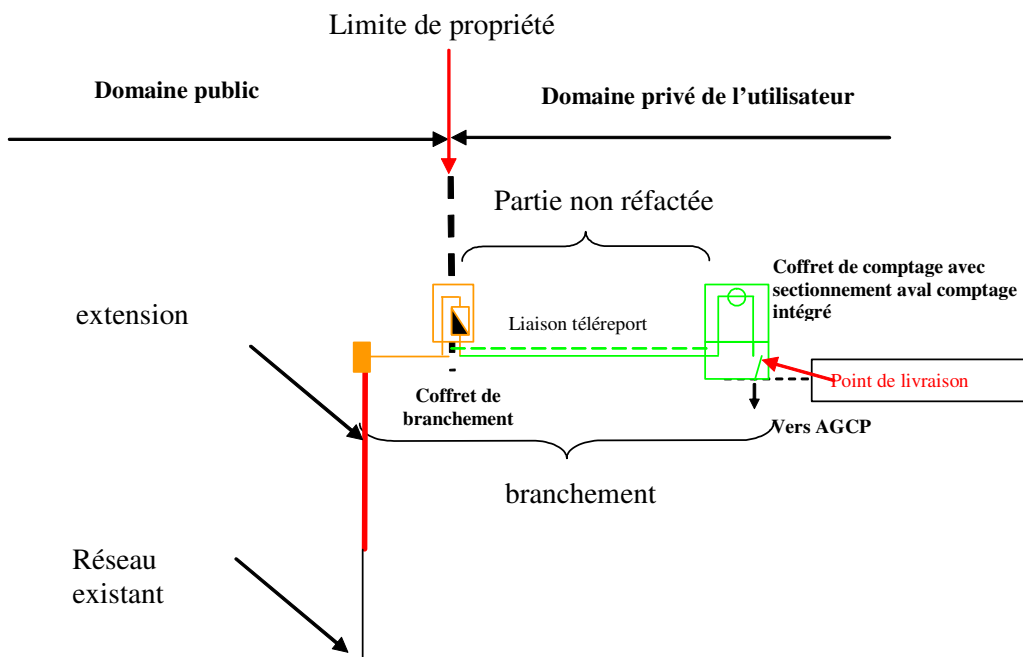 Limite de propriété
Domaine public
Domaine privé de l'utilisateur
Partie non réfactée
Coffret de comptage avec
sectionnement aval comptage
intégré
extension
Liaison téléreport
Point de livraison
Coffret de
branchement
Vers AGCP
branchement
Réseau
existant